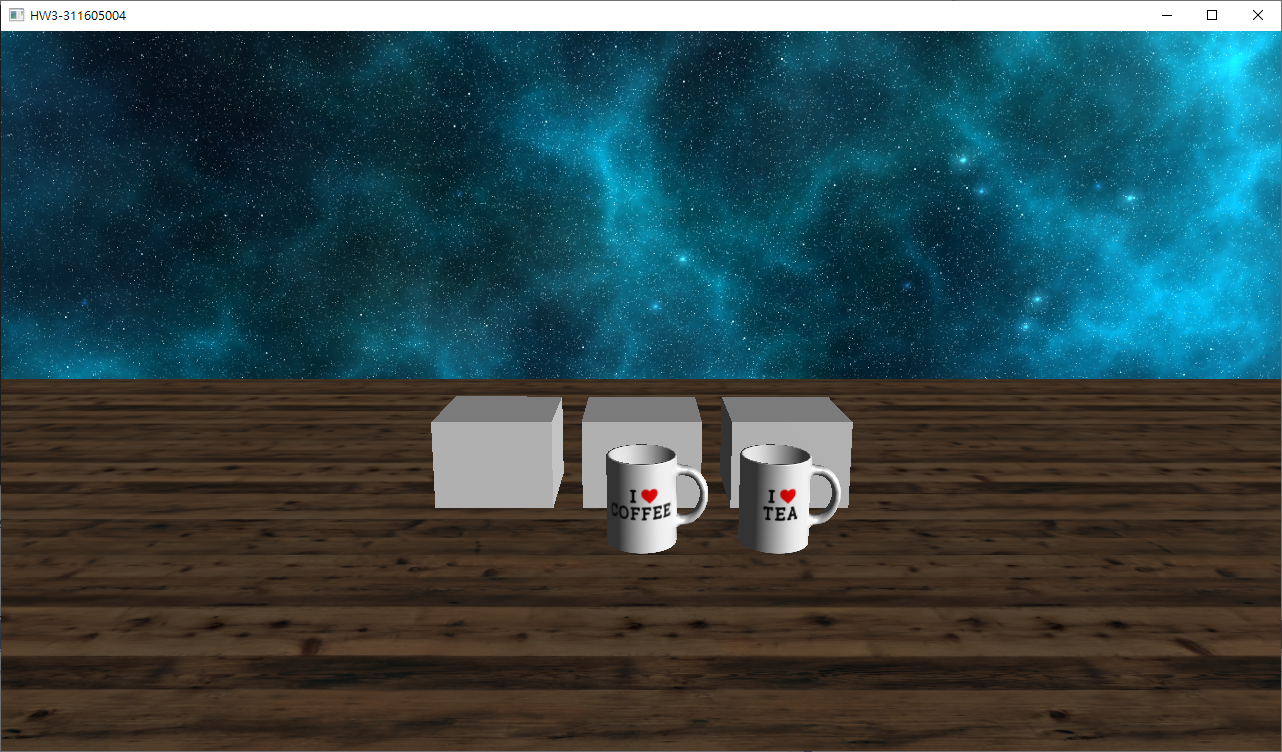 HW3-311605004
I ❤
COFFEE
I ❤
TEA